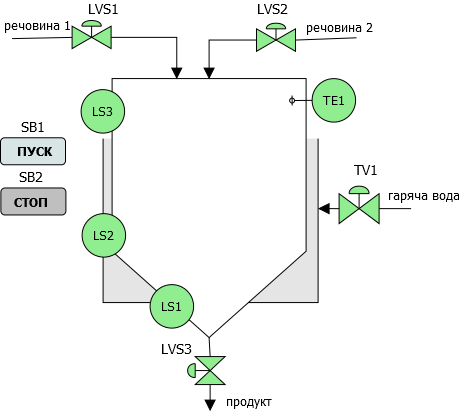 LVS1
LVS2
речовина 1
речовина 2
LS3
TE1
SB1
ПУСК
SB2
СТОП
TV1
гаряча вода
LS2
LS1
LVS3
продукт